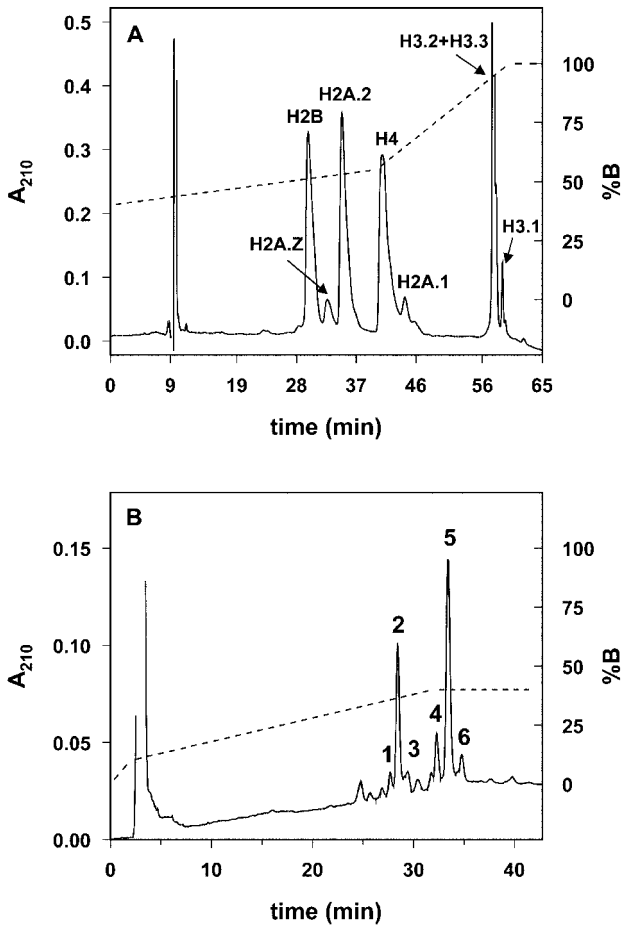 A
0.5
0.4
0.3
0.2
0.1
0.0
A210
H2B
H2A.2
H4
H3.2+H3.3
H2A.Z
H2A.1
H3.1
100
75
50
25
0
%B
0 9 19 28 37 46 56 65
time (min)
B
0.15
0.10
0.05
0.00
A210
1
2
3
4
5
6
100
75
50
25
0
%B
0 10 20 30 40
time (min)